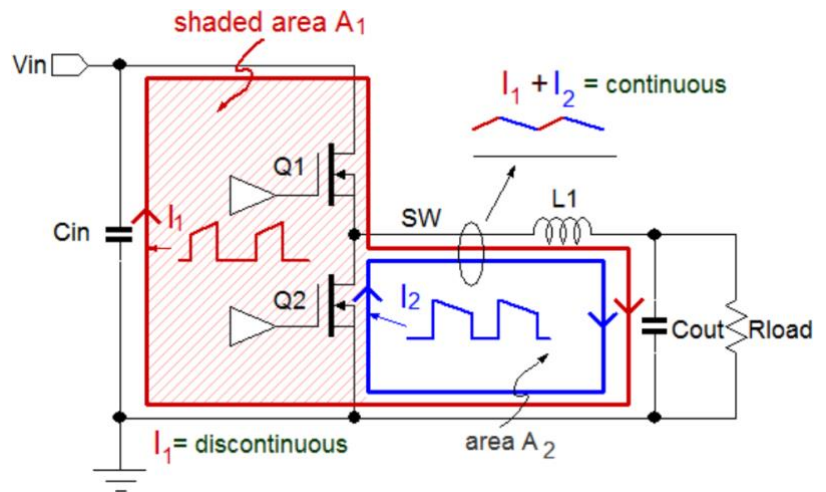 shaded area A1
Vin
I1 + I2 = continuous
Q1
L1
SW
I1
Cin
Q2
I2
Cout
Rload
I1= discontinuous
area A2